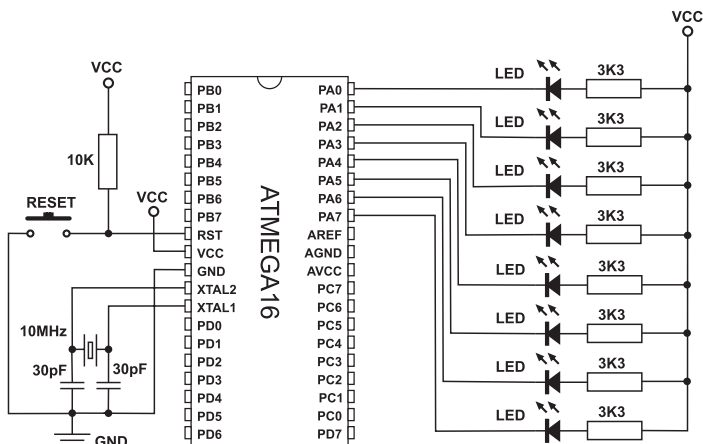 VCC
VCC
10K
RESET
VCC
10MHz
30pF
30pF
GND
ATMEGA16
PB0
PB1
PB2
PB3
PB4
PB5
PB6
PB7
RST
VCC
GND
XTAL2
XTAL1
PD0
PD1
PD2
PD3
PD4
PD5
PD6
PA0
PA1
PA2
PA3
PA4
PA5
PA6
PA7
AREF
AGND
AVCC
PC7
PC6
PC5
PC4
PC3
PC2
PC1
PC0
PD7
LED 3K3
LED 3K3
LED 3K3
LED 3K3
LED 3K3
LED 3K3
LED 3K3
LED 3K3